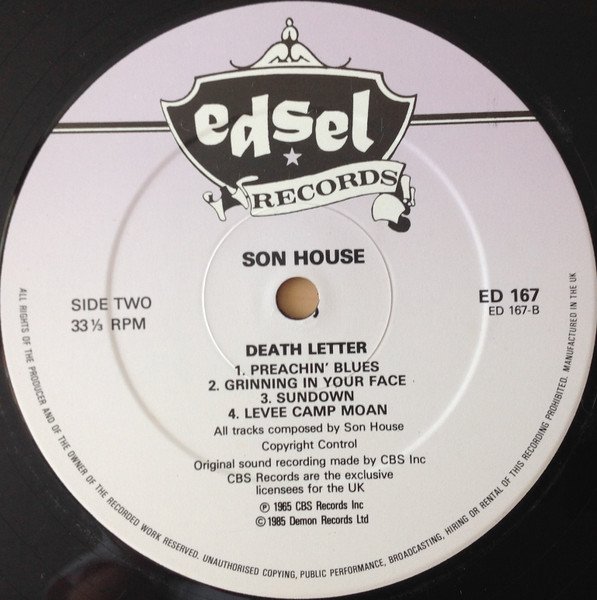 edsel
RECORDS
SON HOUSE
SIDE TWO
33 ⅓ RPM
ED 167
ED 167-B
DEATH LETTER
1. PREACHIN' BLUES
2. GRINNING IN YOUR FACE
3. SUNDOWN
4. LEVEE CAMP MOAN
All tracks composed by Son House
Copyright Control
Original sound recording made by CBS Inc
CBS Records are the exclusive
licensees for the UK
Ⓟ 1965 CBS Records Inc
© 1985 Demon Records Ltd
ALL RIGHTS OF THE PRODUCER AND OF THE OWNER OF THE RECORDED WORK RESERVED. UNAUTHORISED COPYING, PUBLIC PERFORMANCE, BROADCASTING, HIRING OR RENTAL OF THIS RECORDING PROHIBITED. MANUFACTURED IN THE UK